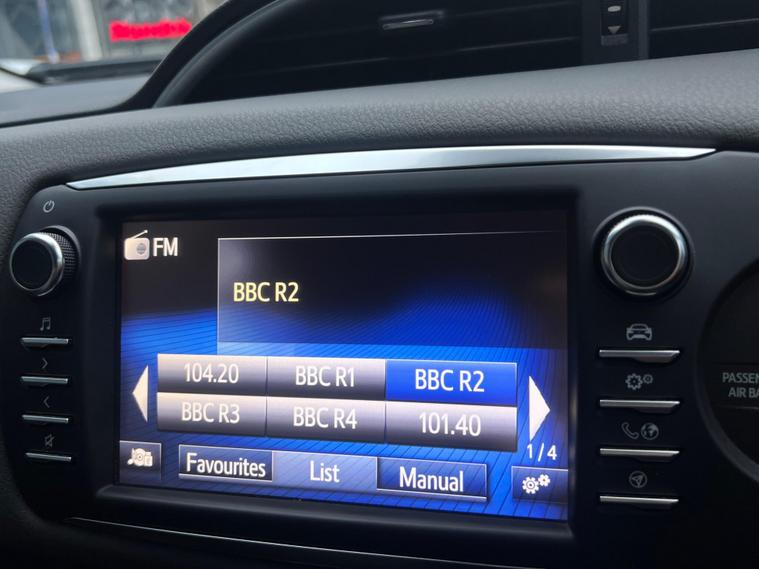 FM
BBC R2
104.20 BBC R1 BBC R2
BBC R3 BBC R4 101.40
1/4
Favourites List Manual
PASSEN
AIR BA